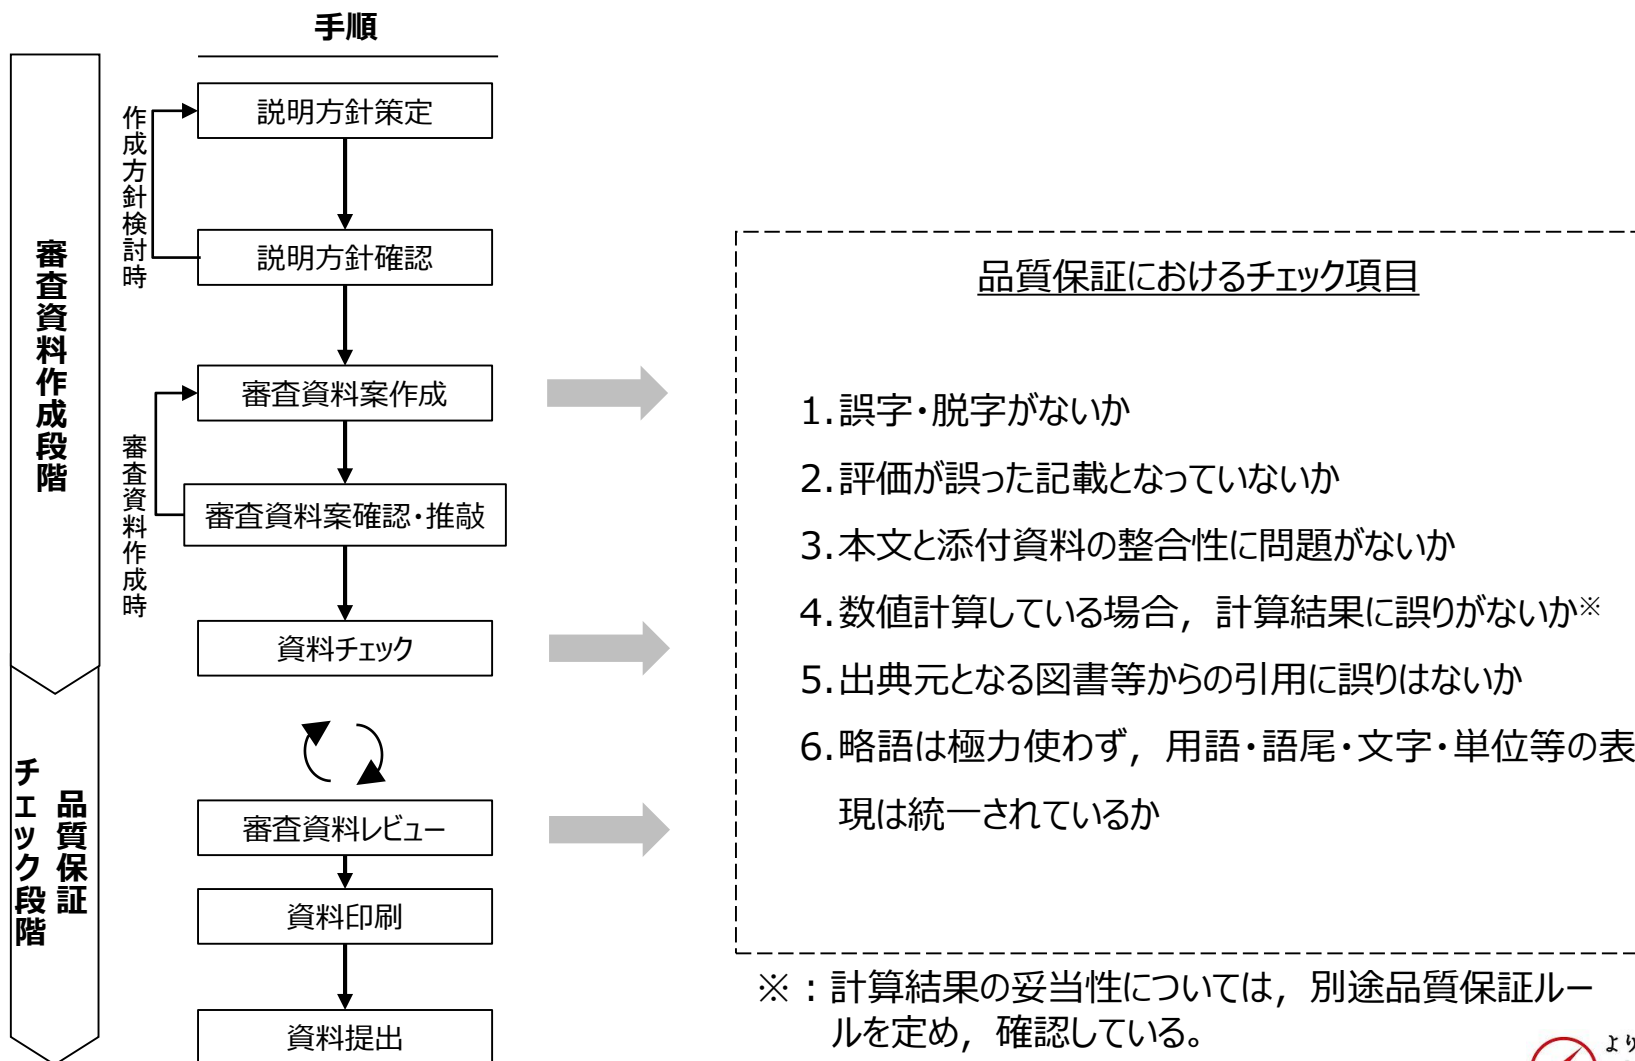 手順
審査資料作成段階
品質保証
チェック段階
作成方針検討時
審査資料作成時
説明方針策定
説明方針確認
審査資料案作成
審査資料案確認・推敲
資料チェック
審査資料レビュー
資料印刷
資料提出
品質保証におけるチェック項目
1.誤字・脱字がないか
2.評価が誤った記載となっていないか
3.本文と添付資料の整合性に問題がないか
4.数値計算している場合，計算結果に誤りがないか※
5.出典元となる図書等からの引用に誤りはないか
6.略語は極力使わず，用語・語尾・文字・単位等の表
現は統一されているか
※：計算結果の妥当性については，別途品質保証ルー
ルを定め，確認している。
より